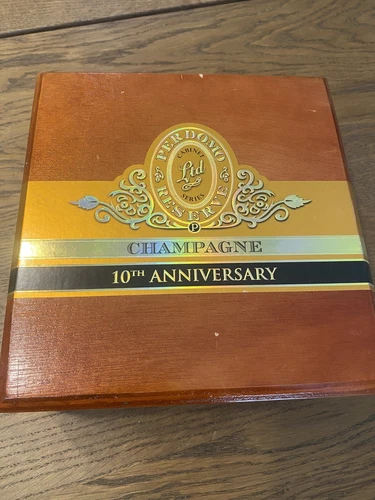 PERDOMO
CABINET
Ltd
SERIES
RESERVE
P
CHAMPAGNE
10TH ANNIVERSARY